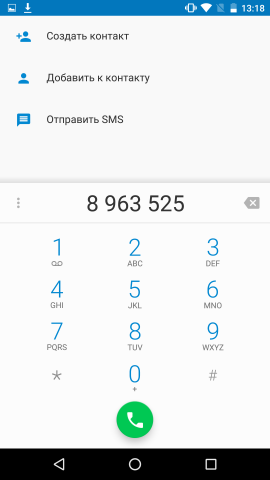 13:18
Создать контакт
Добавить к контакту
Отправить SMS
8 963 525
1 2 3
ABC DEF
4 5 6
GHI JKL MNO
7 8 9
PQRS TUV WXYZ
* 0 #
+